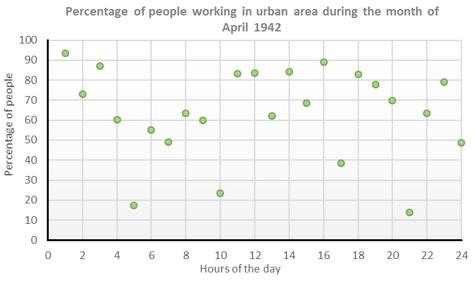 Percentage of people working in urban area during the month of
April 1942
Percentage of people
100
90
80
70
60
50
40
30
20
10
0
0 2 4 6 8 10 12 14 16 18 20 22 24
Hours of the day